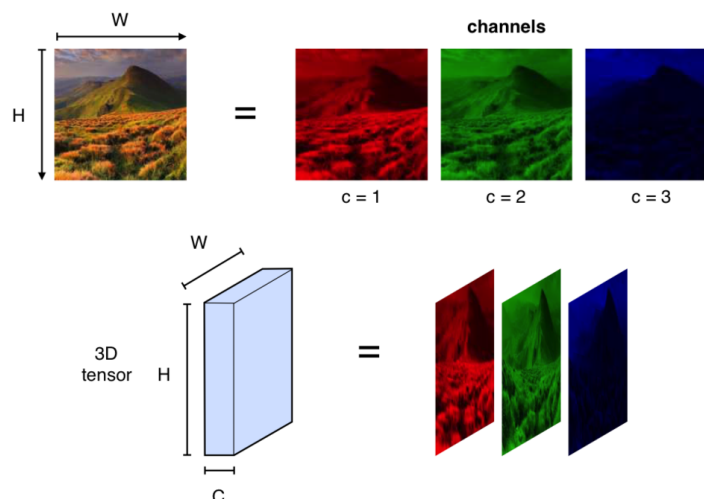 W
channels
H
=
c = 1
c = 2
c = 3
W
3D
tensor
H
=
C